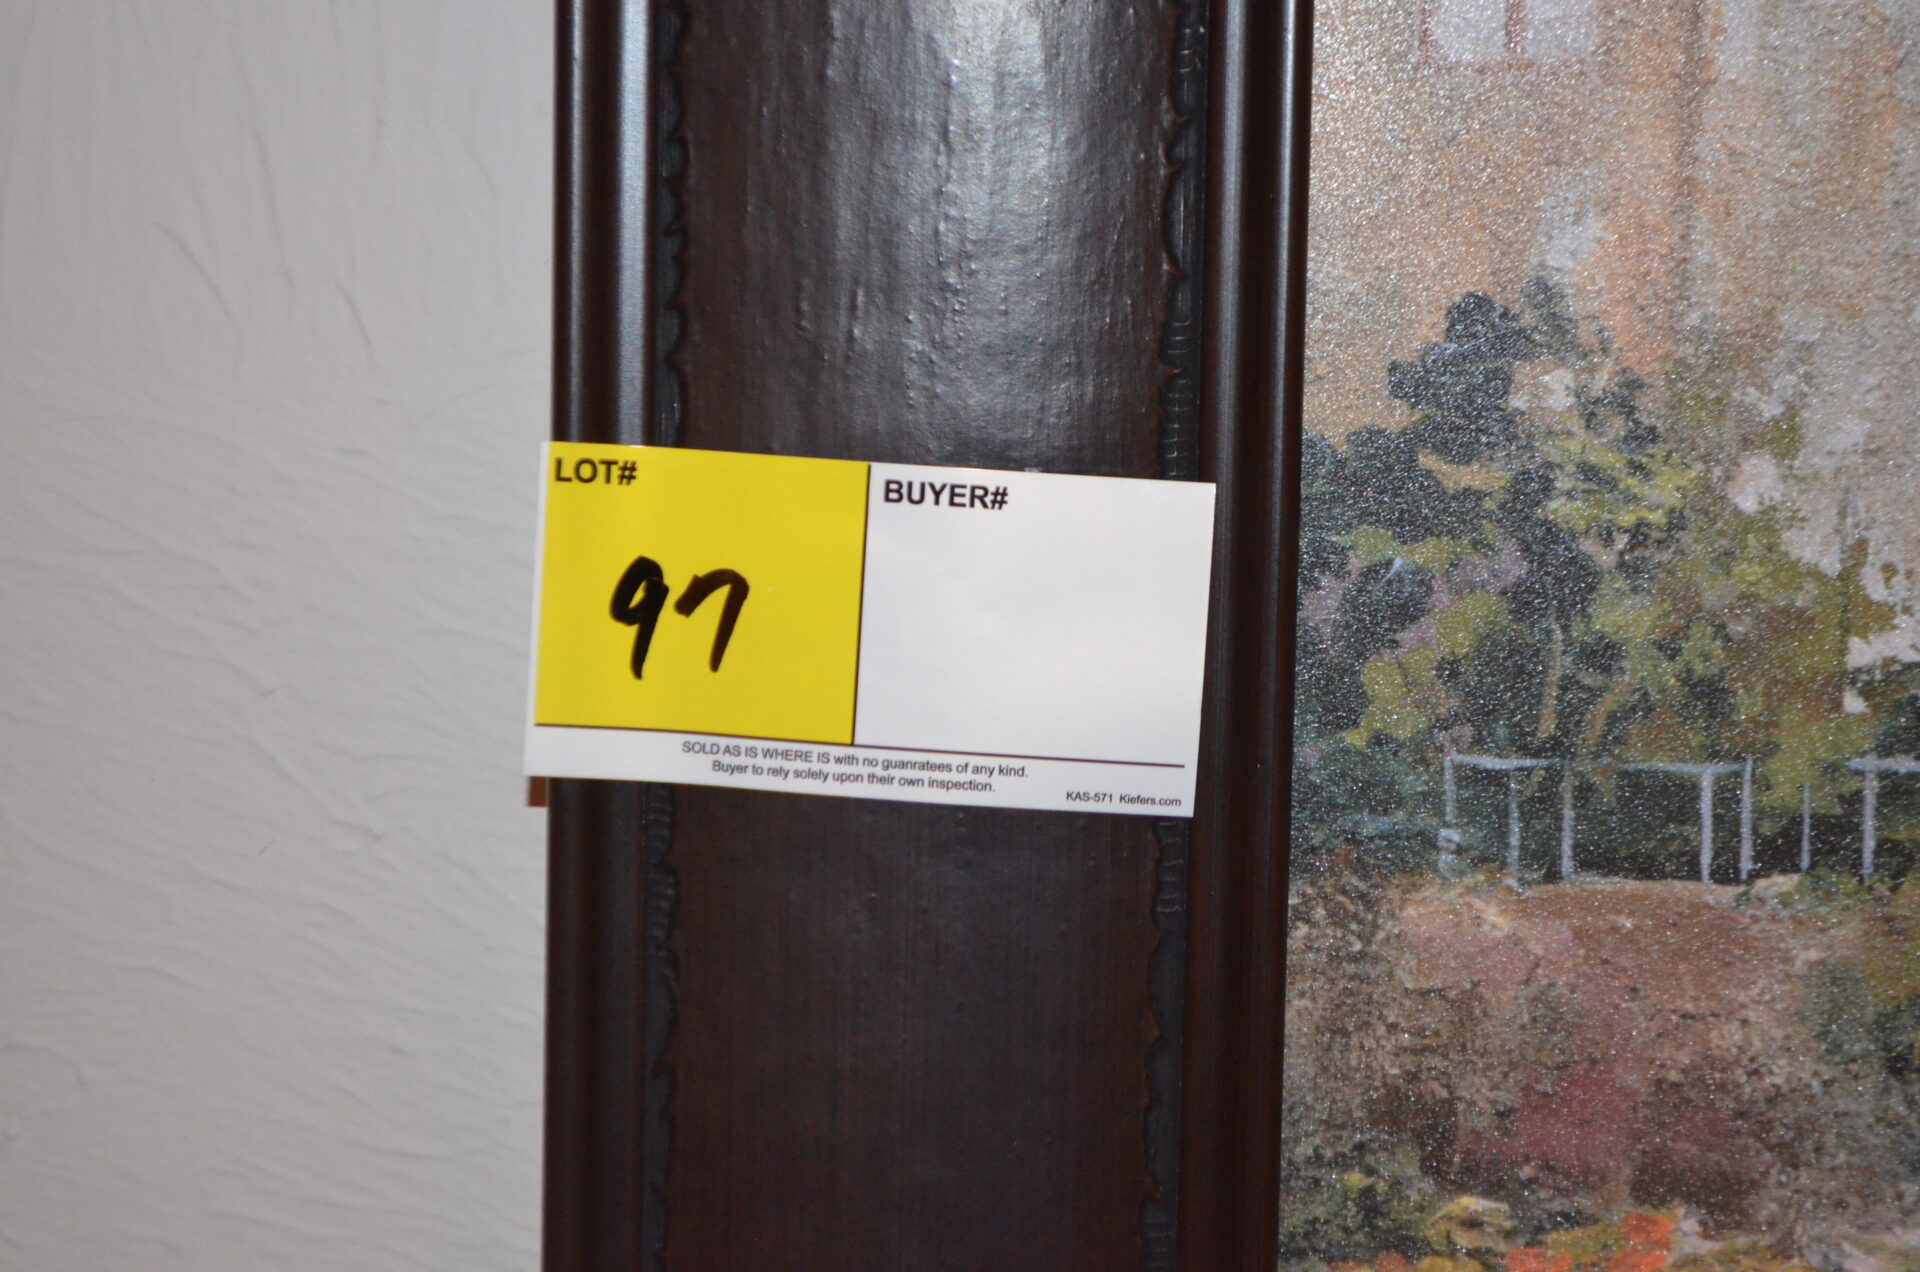 LOT#
BUYER#
97
SOLD AS IS WHERE IS with no guanratees of any kind.
Buyer to rely solely upon their own inspection.
KAS-571 Kiefers.com